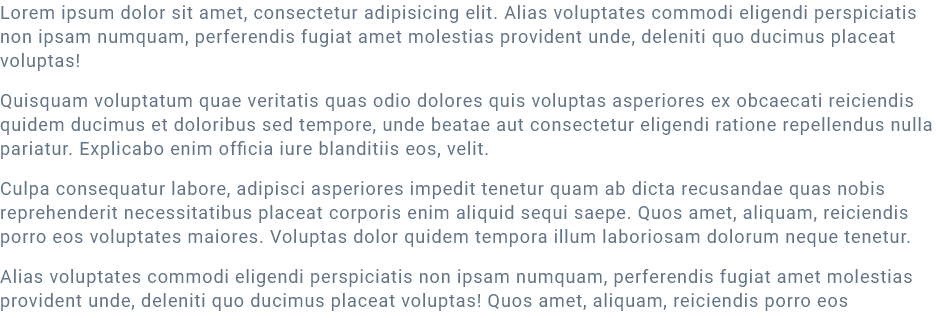 Lorem ipsum dolor sit amet, consectetur adipisicing elit. Alias voluptates commodi eligendi perspiciatis
non ipsam numquam, perferendis fugiat amet molestias provident unde, deleniti quo ducimus placeat
voluptas!
Quisquam voluptatum quae veritatis quas odio dolores quis voluptas asperiores ex obcaecati reiciendis
quidem ducimus et doloribus sed tempore, unde beatae aut consectetur eligendi ratione repellendus nulla
pariatur. Explicabo enim officia iure blanditiis eos, velit.
Culpa consequatur labore, adipisci asperiores impedit tenetur quam ab dicta recusandae quas nobis
reprehenderit necessitatibus placeat corporis enim aliquid sequi saepe. Quos amet, aliquam, reiciendis
porro eos voluptates maiores. Voluptas dolor quidem tempora illum laboriosam dolorum neque tenetur.
Alias voluptates commodi eligendi perspiciatis non ipsam numquam, perferendis fugiat amet molestias
provident unde, deleniti quo ducimus placeat voluptas! Quos amet, aliquam, reiciendis porro eos